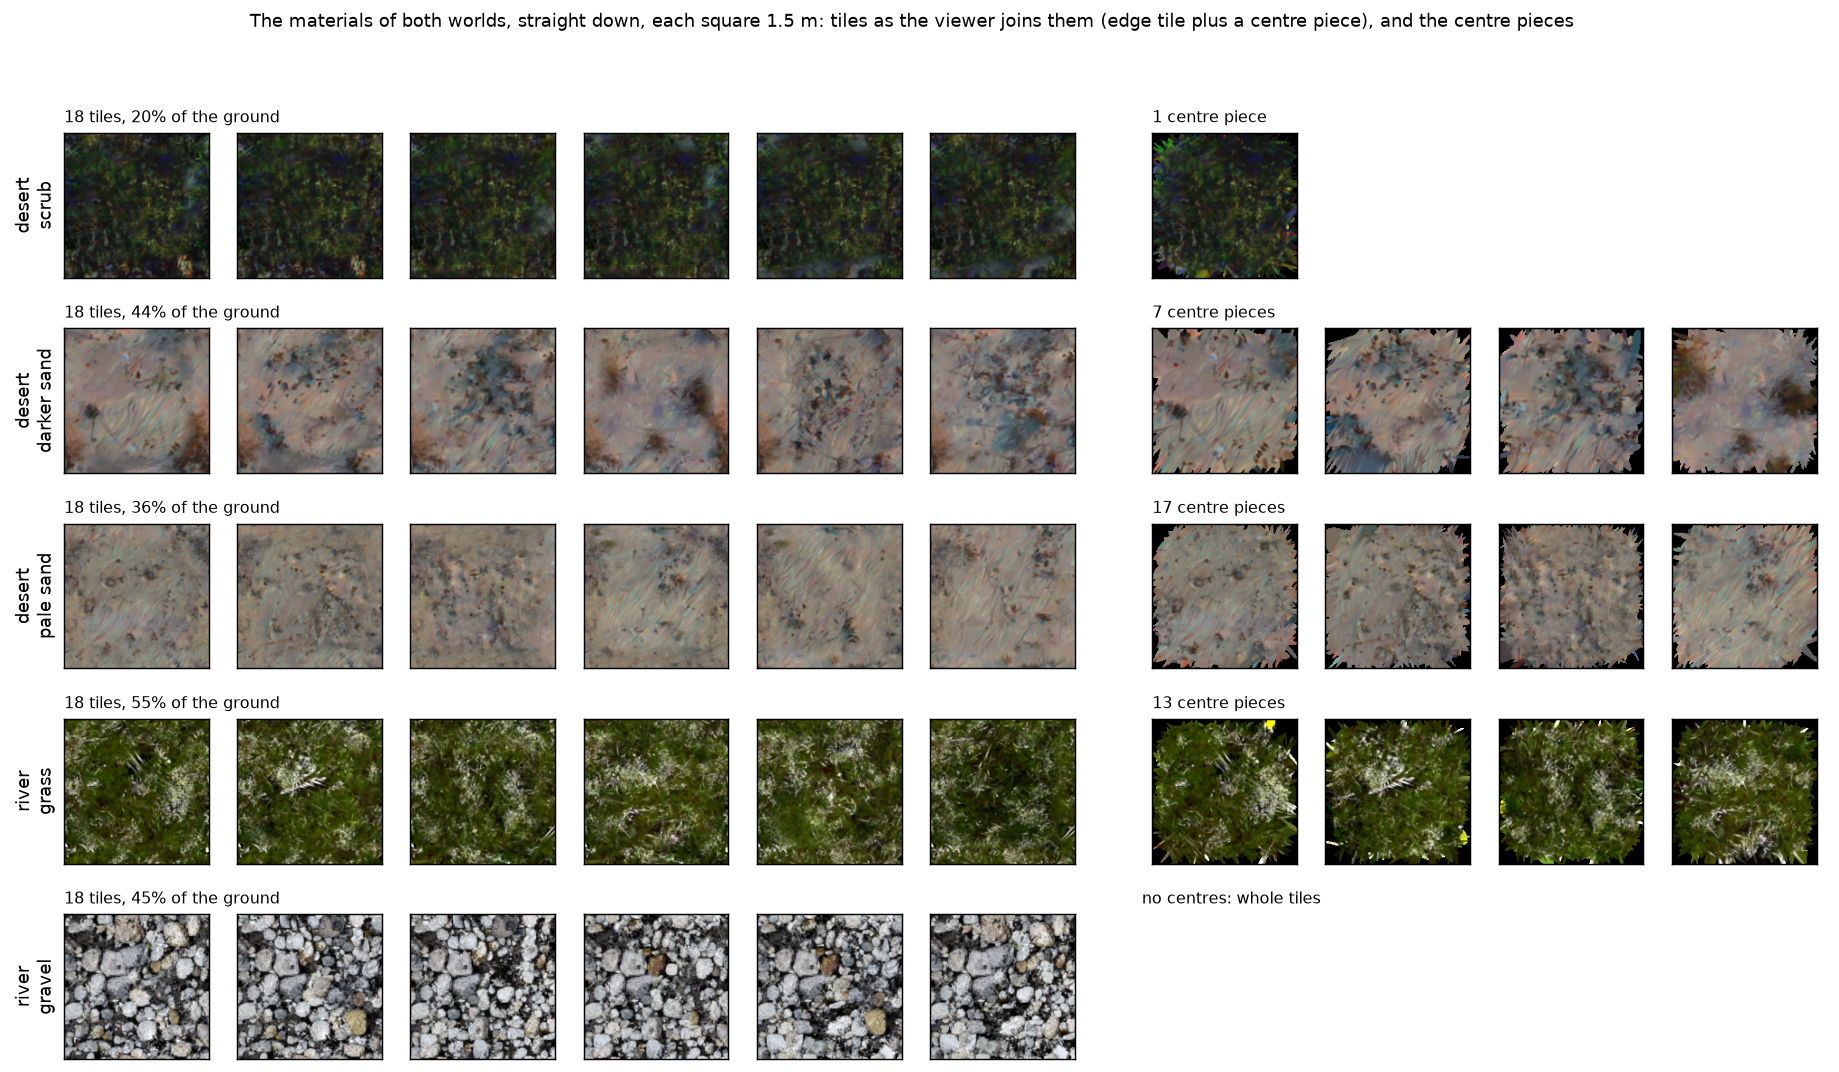 The materials of both worlds, straight down, each square 1.5 m: tiles as the viewer joins them (edge tile plus a centre piece), and the centre pieces
desert
scrub
18 tiles, 20% of the ground
1 centre piece
desert
darker sand
18 tiles, 44% of the ground
7 centre pieces
desert
pale sand
18 tiles, 36% of the ground
17 centre pieces
river
grass
18 tiles, 55% of the ground
13 centre pieces
river
gravel
18 tiles, 45% of the ground
no centres: whole tiles